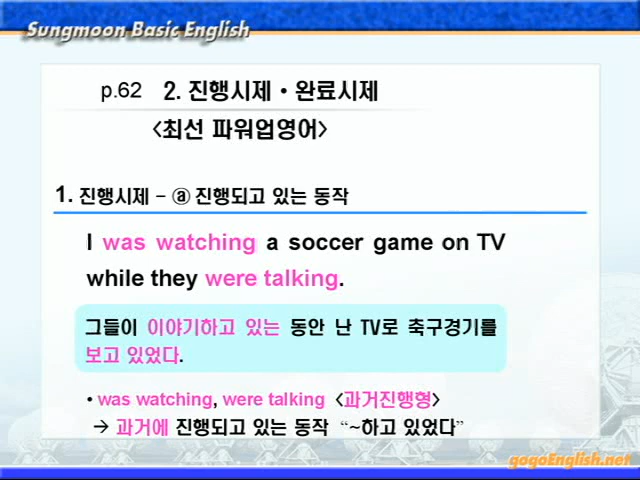 Sungmoon Basic English
p.62 2. 진행시제・완료시제
<최선 파워업영어>
1. 진행시제 – ⓐ 진행되고 있는 동작
I was watching a soccer game on TV
while they were talking.
그들이 이야기하고 있는 동안 난 TV로 축구경기를
보고 있었다.
• was watching, were talking <과거진행형>
→ 과거에 진행되고 있는 동작 “~하고 있었다”
gogoEnglish.net